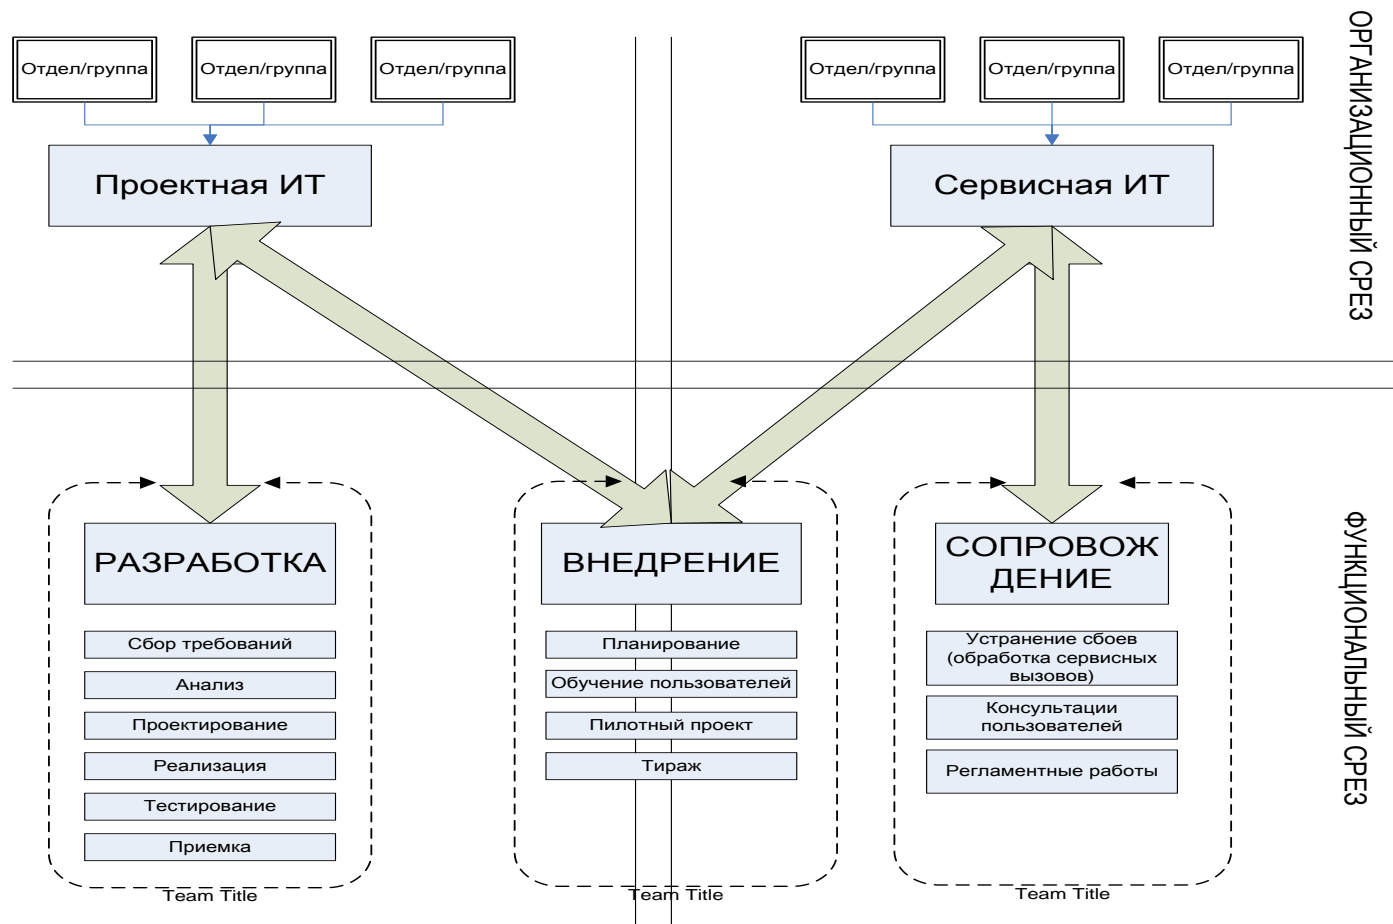 Отдел/группа
Отдел/группа
Отдел/группа
Отдел/группа
Отдел/группа
Отдел/группа
Проектная ИТ
Сервисная ИТ
ОРГАНИЗАЦИОННЫЙ СРЕЗ
РАЗРАБОТКА
Сбор требований
Анализ
Проектирование
Реализация
Тестирование
Приемка
Team Title
ВНЕДРЕНИЕ
Планирование
Обучение пользователей
Пилотный проект
Тираж
Team Title
СОПРОВОЖ
ДЕНИЕ
Устранение сбоев
(обработка сервисных
вызовов)
Консультации
пользователей
Регламентные работы
Team Title
ФУНКЦИОНАЛЬНЫЙ СРЕЗ